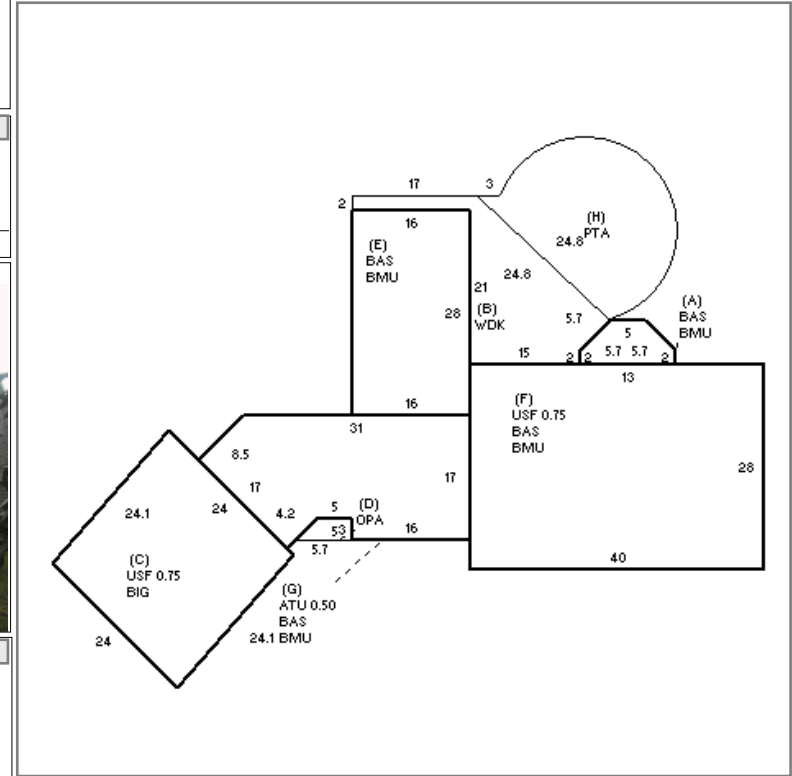 17 3
2
16
(H)
PTA
24.8
(E)
BAS
BMU
24.8
21
(B)
WDK
28
5.7
(A)
BAS
BMU
5
15 2 2 5.7 5.7 2
13
(F)
USF 0.75
BAS
BMU
16
31
8.5
28
17
17
24
24.1
4.2
5
(D)
OPA
53
16
5.7
40
(C)
USF 0.75
BIG
(G)
ATU 0.50
BAS
24.1 BMU
24